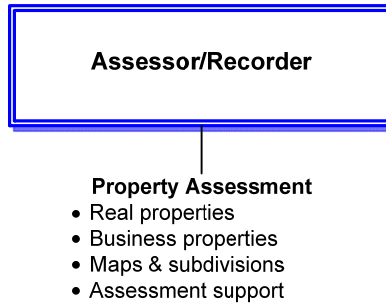 Assessor/Recorder
Property Assessment
• Real properties
• Business properties
• Maps & subdivisions
• Assessment support